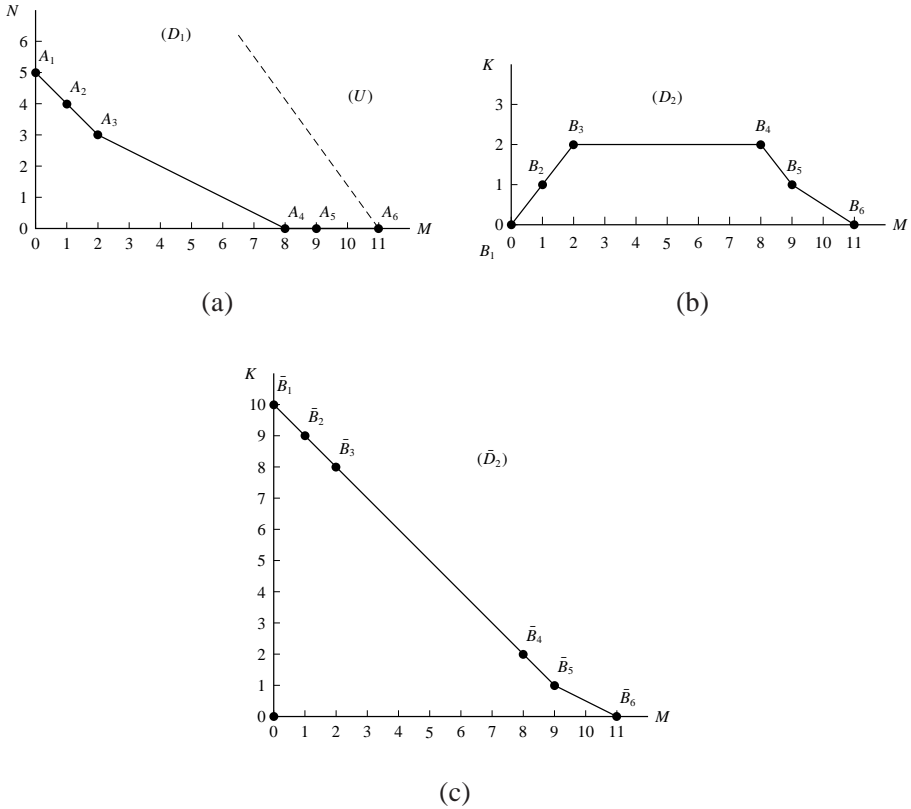 N
(D₁)
6
A₁
5
A₂
(U)
4
A₃
3
2
1
A₄ A₅ A₆
0
M
0 1 2 3 4 5 6 7 8 9 10 11
(a)
K
(D₂)
3
B₃ B₄
2
B₂ B₅
1
B₆
0
M
0 1 2 3 4 5 6 7 8 9 10 11
B₁
(b)
K
B̄₁
10
B̄₂
9
B̄₃
(D̄₂)
8
7
6
5
4
3
B̄₄
2
B̄₅
1
B̄₆
0
M
0 1 2 3 4 5 6 7 8 9 10 11
(c)